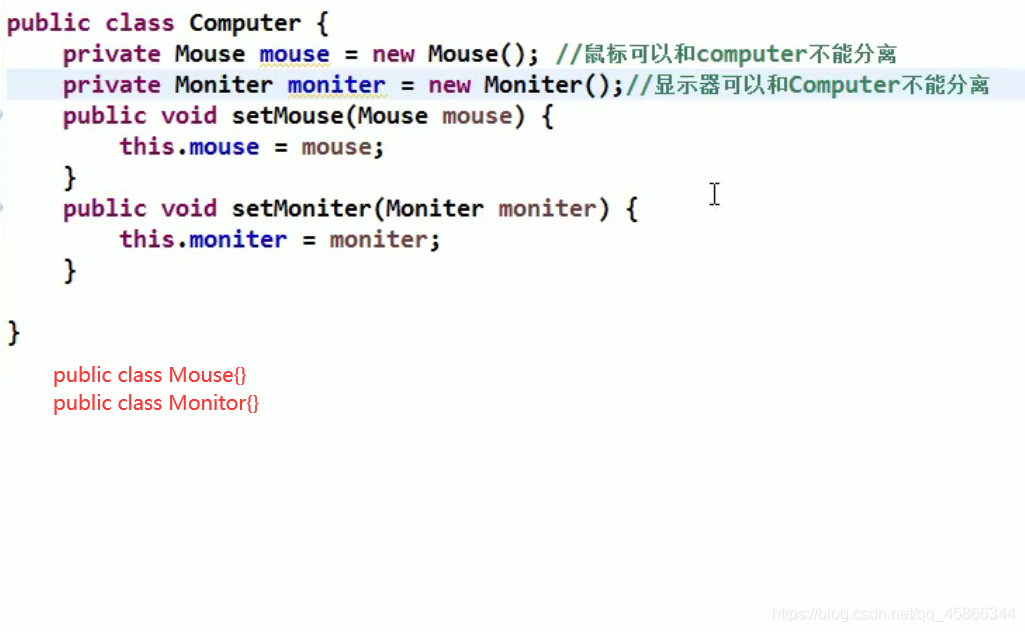 public class Computer {
private Mouse mouse = new Mouse(); //鼠标可以和computer不能分离
private Moniter moniter = new Moniter();//显示器可以和Computer不能分离
public void setMouse(Mouse mouse) {
this.mouse = mouse;
}
public void setMoniter(Moniter moniter) {
this.moniter = moniter;
}
}
public class Mouse{}
public class Monitor{}
https://blog.csdn.net/qq_45866344